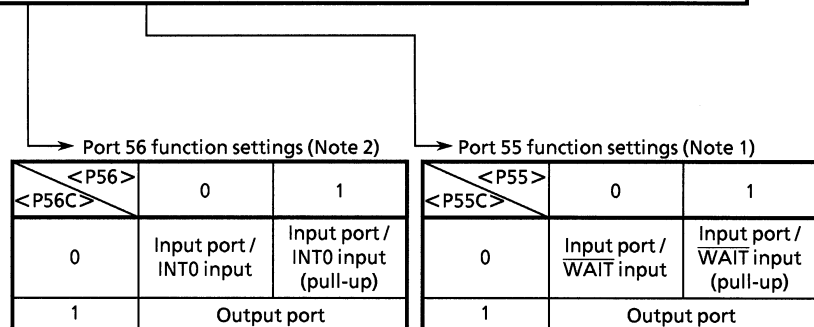 Port 56 function settings (Note 2)
<P56>
<P56C>
0
1
0
Input port /
INT0 input
Input port /
INT0 input
(pull-up)
1
Output port
Port 55 function settings (Note 1)
<P55>
<P55C>
0
1
0
Input port /
WAIT input
Input port /
WAIT input
(pull-up)
1
Output port